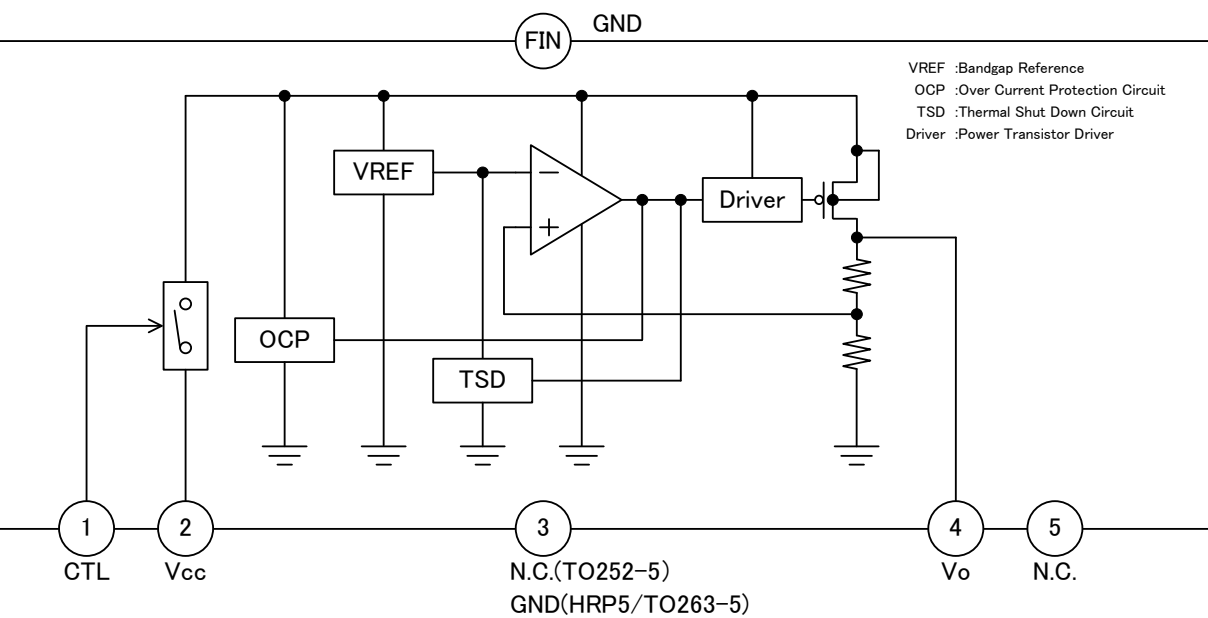 GND
FIN
VREF :Bandgap Reference
OCP :Over Current Protection Circuit
TSD :Thermal Shut Down Circuit
Driver :Power Transistor Driver
VREF
−
+
Driver
OCP
TSD
1
2
3
4
5
CTL
Vcc
N.C.(TO252-5)
GND(HRP5/TO263-5)
Vo
N.C.